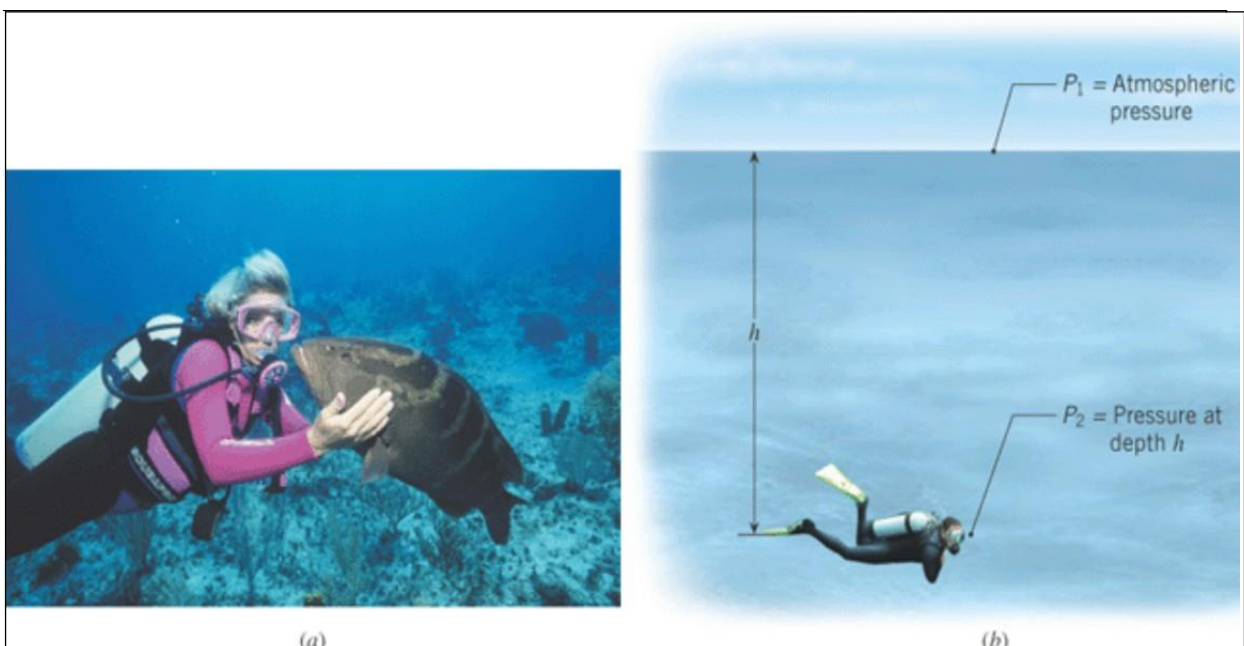 P₁ = Atmospheric
pressure
h
P₂ = Pressure at
depth h
(a)
(b)